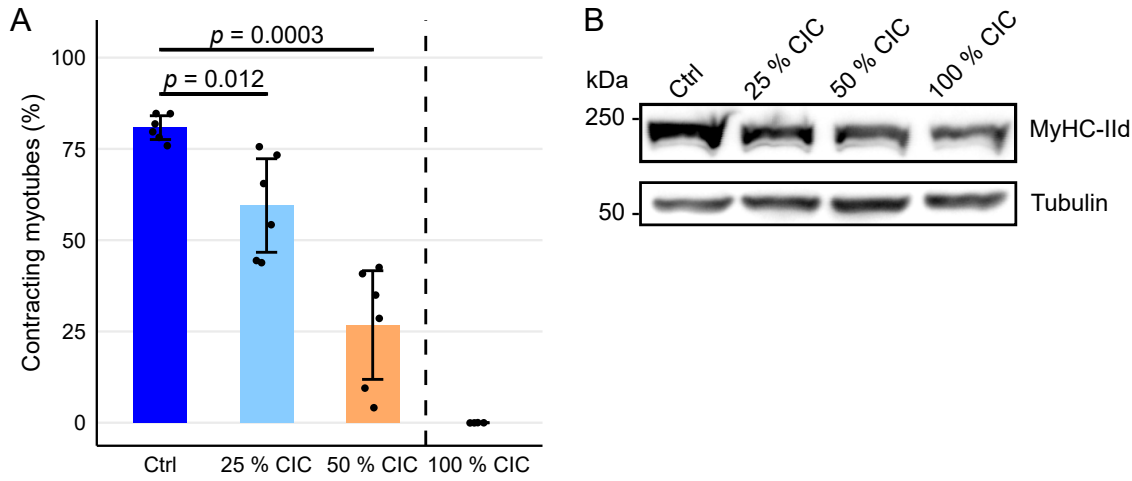 A
Contracting myotubes (%)
100
75
50
25
0
p = 0.0003
p = 0.012
Ctrl
25 % CIC
50 % CIC
100 % CIC
B
kDa
Ctrl
25 % CIC
50 % CIC
100 % CIC
250
MyHC-IId
50
Tubulin